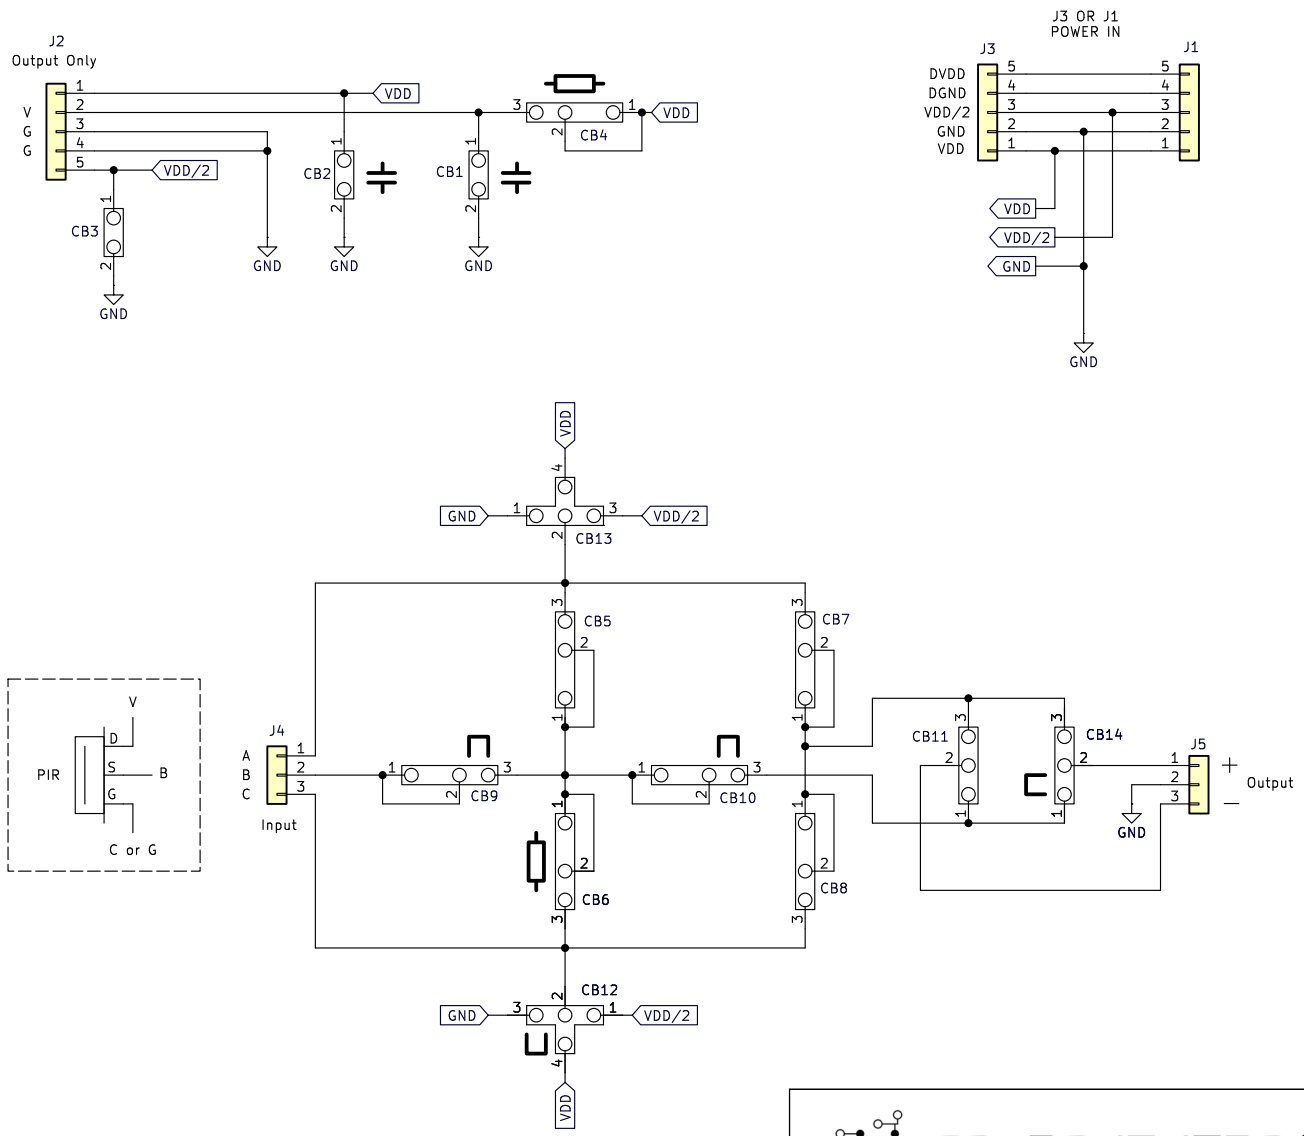 J3 OR J1
POWER IN
J2
Output Only
1
V 2
G 3
G 4
5
VDD
VDD/2
3 1
2
CB4
VDD
1
CB2
2
1
CB1
2
1
CB3
2
GND
GND
GND
GND
J3 J1
DVDD 5 5
DGND 4 4
VDD/2 3 3
GND 2 2
VDD 1 1
VDD
VDD/2
GND
GND
VDD
4
GND 1 3 VDD/2
2 CB13
3
CB5
2
1
3
CB7
2
1
V
D
PIR S B
G
C or G
J4
A 1
B 2
C 3
Input
1 3
2 CB9
1 3
2 CB10
1
2
CB6
3
1
2
CB8
3
3
CB11
2
1
3
CB14
2
1
J5
1 +
2 Output
3 −
GND
CB12
2
GND 3 1 VDD/2
4
VDD